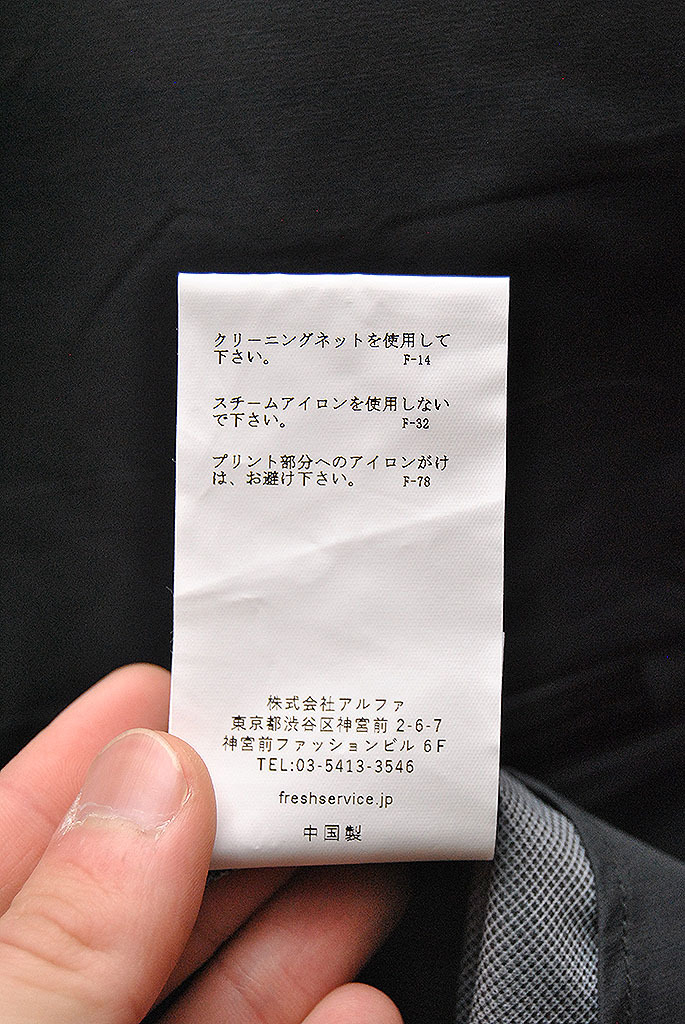 クリーニングネットを使用して
下さい。 F-14
スチームアイロンを使用しない
で下さい。 F-32
プリント部分へのアイロンがけ
は、お避け下さい。 F-78
株式会社アルファ
東京都渋谷区神宮前 2-6-7
神宮前ファッションビル 6F
TEL:03-5413-3546
freshservice.jp
中国製